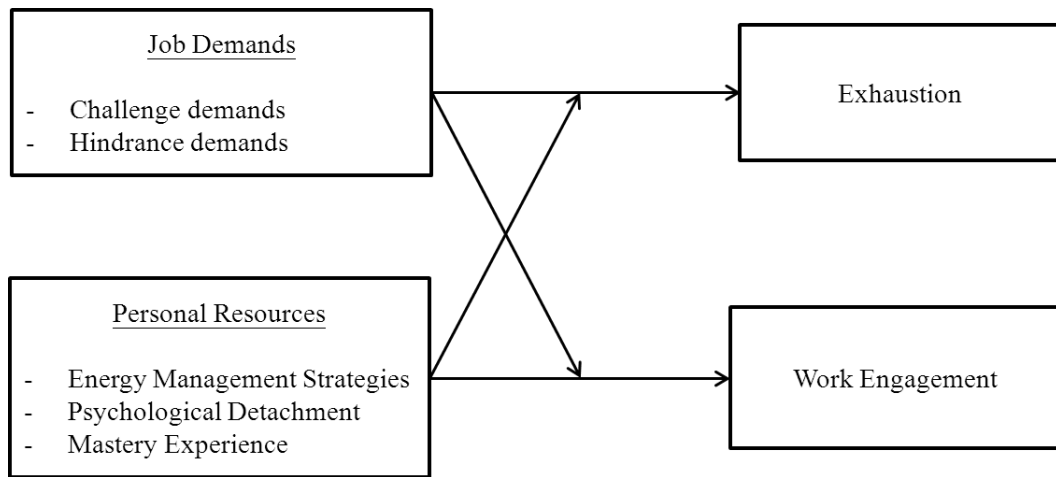 Job Demands
- Challenge demands
- Hindrance demands
Exhaustion
Personal Resources
- Energy Management Strategies
- Psychological Detachment
- Mastery Experience
Work Engagement